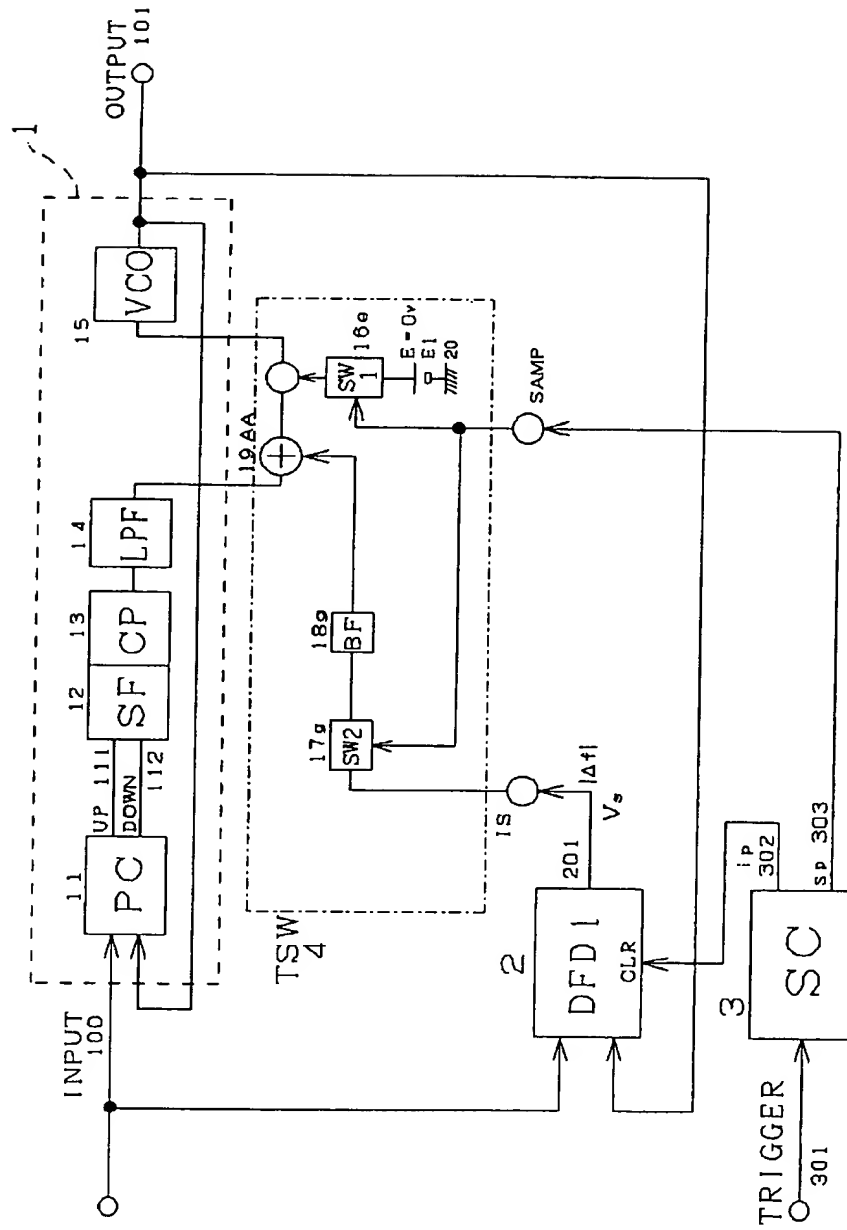 OUTPUT
101
1
15
VCO
14
LPF
13
CP
12
SF
UP 111
DOWN
112
11
PC
INPUT
100
19AA
+
SW
1
16e
E=0v
E1
20
18g
BF
17g
SW2
SAMP
TSW
4
IS
|Δf|
Vs
201
2
DFD1
CLR
ip
302
sp 303
3
SC
TRIGGER
301